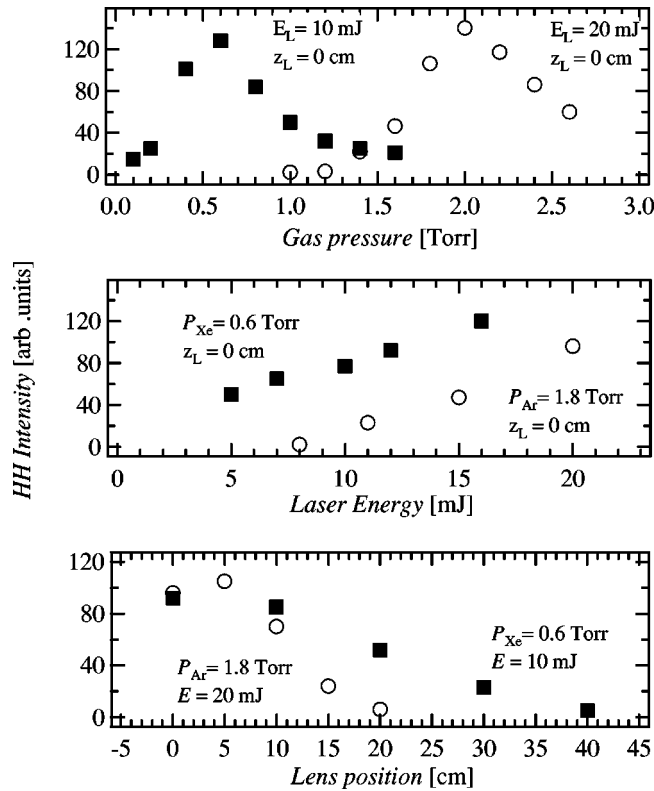 120
80
40
0
E_L = 10 mJ
z_L = 0 cm
E_L = 20 mJ
z_L = 0 cm
0.0 0.5 1.0 1.5 2.0 2.5 3.0
Gas pressure [Torr]
HH Intensity [arb .units]
120
80
40
0
P_Xe = 0.6 Torr
z_L = 0 cm
P_Ar = 1.8 Torr
z_L = 0 cm
0 5 10 15 20
Laser Energy [mJ]
120
80
40
0
P_Ar = 1.8 Torr
E = 20 mJ
P_Xe = 0.6 Torr
E = 10 mJ
-5 0 5 10 15 20 25 30 35 40 45
Lens position [cm]